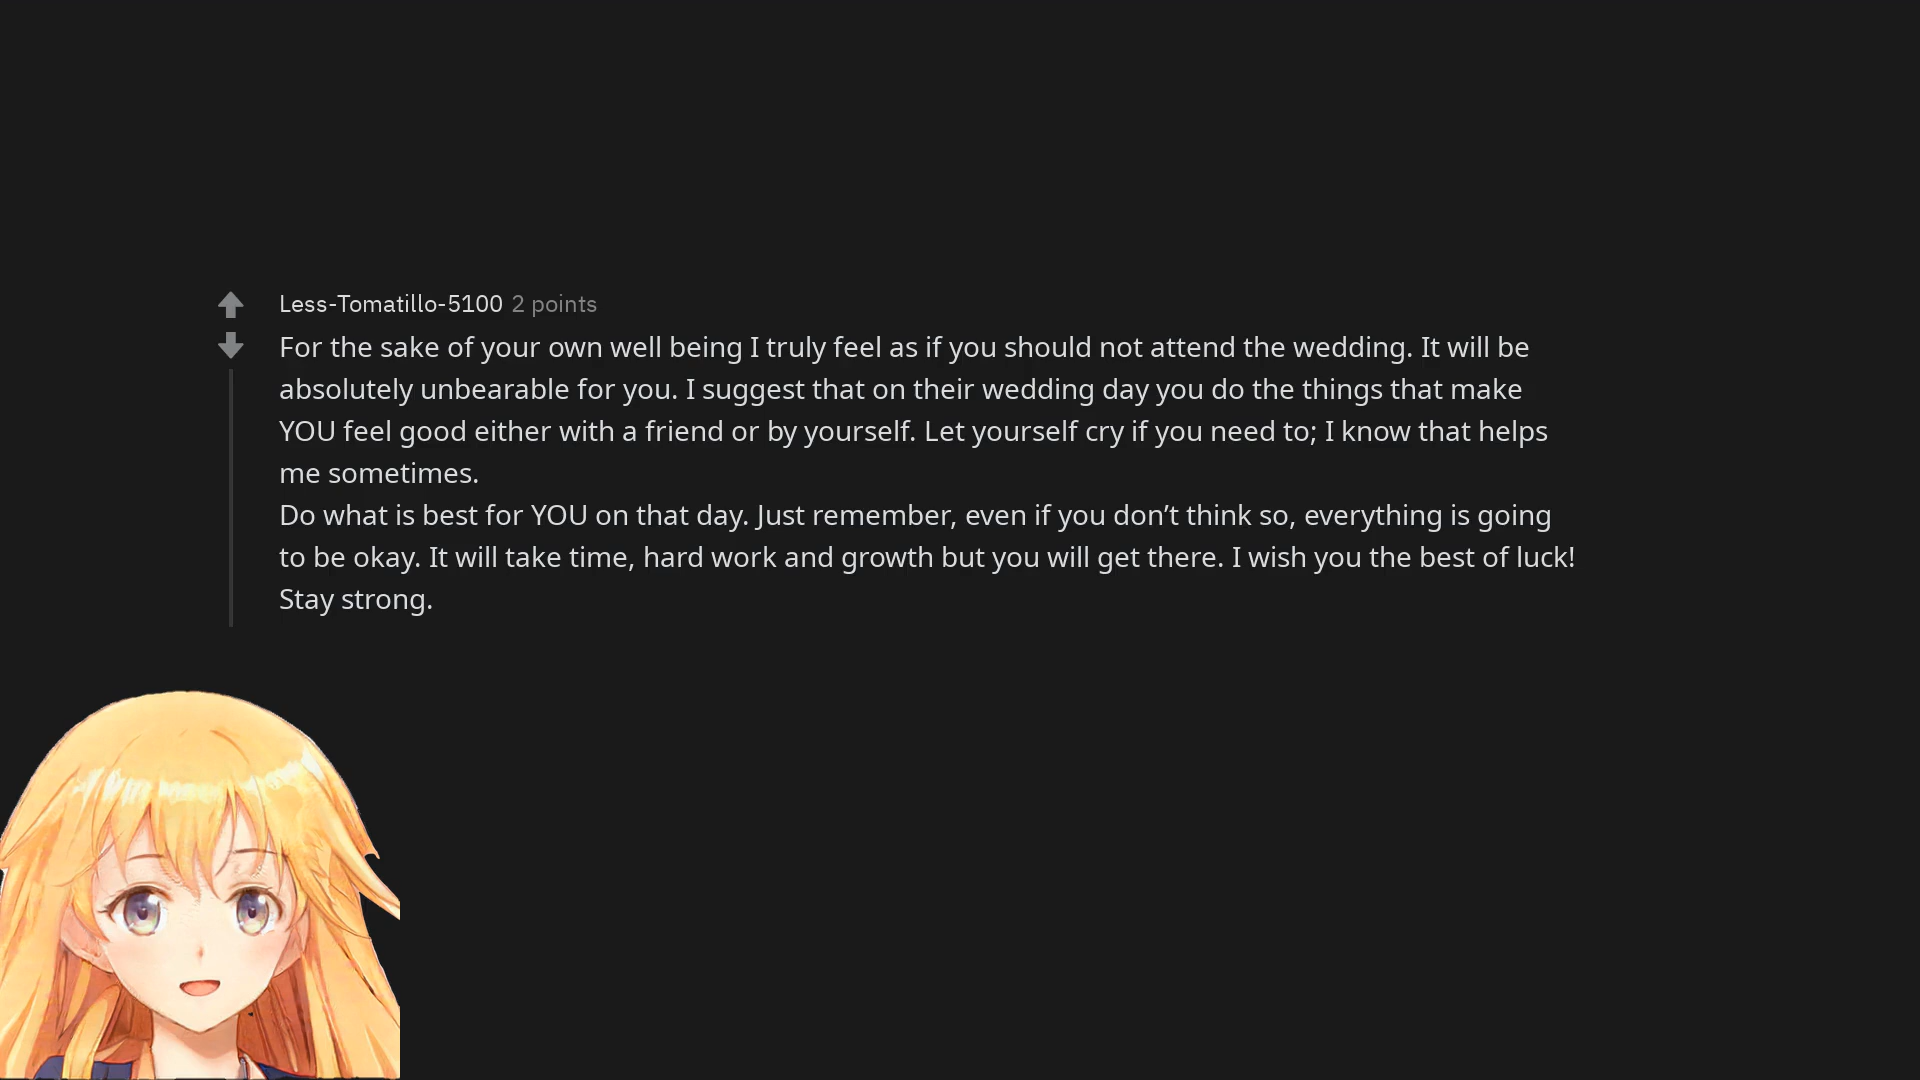 Less-Tomatillo-5100 2 points
For the sake of your own well being I truly feel as if you should not attend the wedding. It will be
absolutely unbearable for you. I suggest that on their wedding day you do the things that make
YOU feel good either with a friend or by yourself. Let yourself cry if you need to; I know that helps
me sometimes.
Do what is best for YOU on that day. Just remember, even if you don’t think so, everything is going
to be okay. It will take time, hard work and growth but you will get there. I wish you the best of luck!
Stay strong.